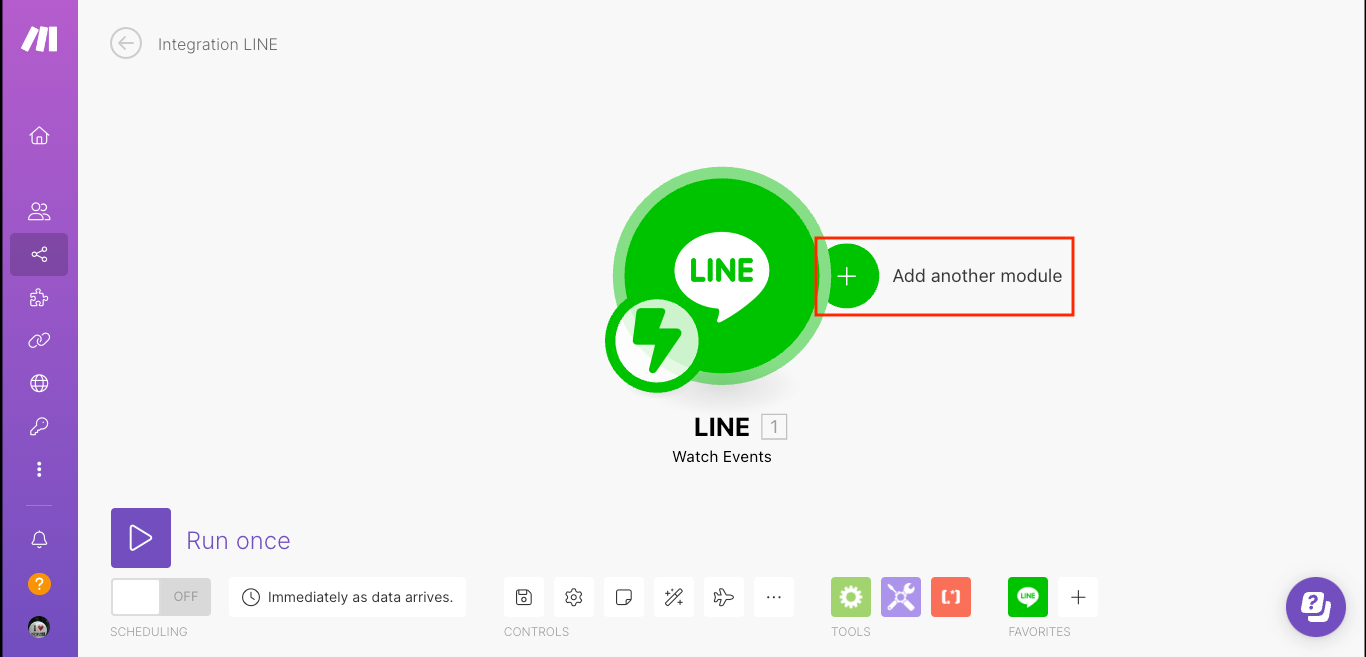 Integration LINE
LINE
Add another module
LINE 1
Watch Events
Run once
OFF
Immediately as data arrives.
LINE
SCHEDULING
CONTROLS
TOOLS
FAVORITES